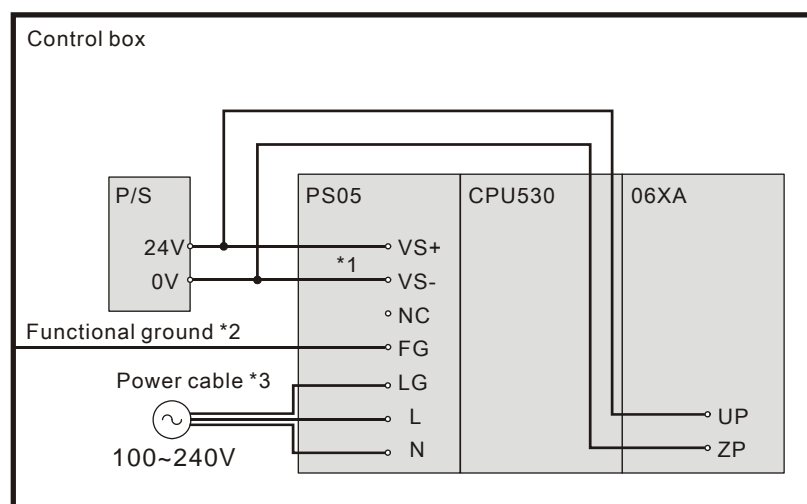 Control box
P/S
PS05
CPU530
06XA
24V
VS+
0V
*1
VS-
NC
Functional ground *2
FG
Power cable *3
LG
L
UP
100~240V
N
ZP